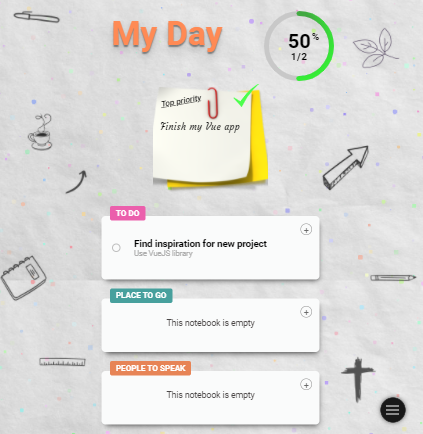 My Day
50%
1/2
Top priority
Finish my Vue app
TO DO
Find inspiration for new project
Use VueJS library
PLACE TO GO
This notebook is empty
PEOPLE TO SPEAK
This notebook is empty